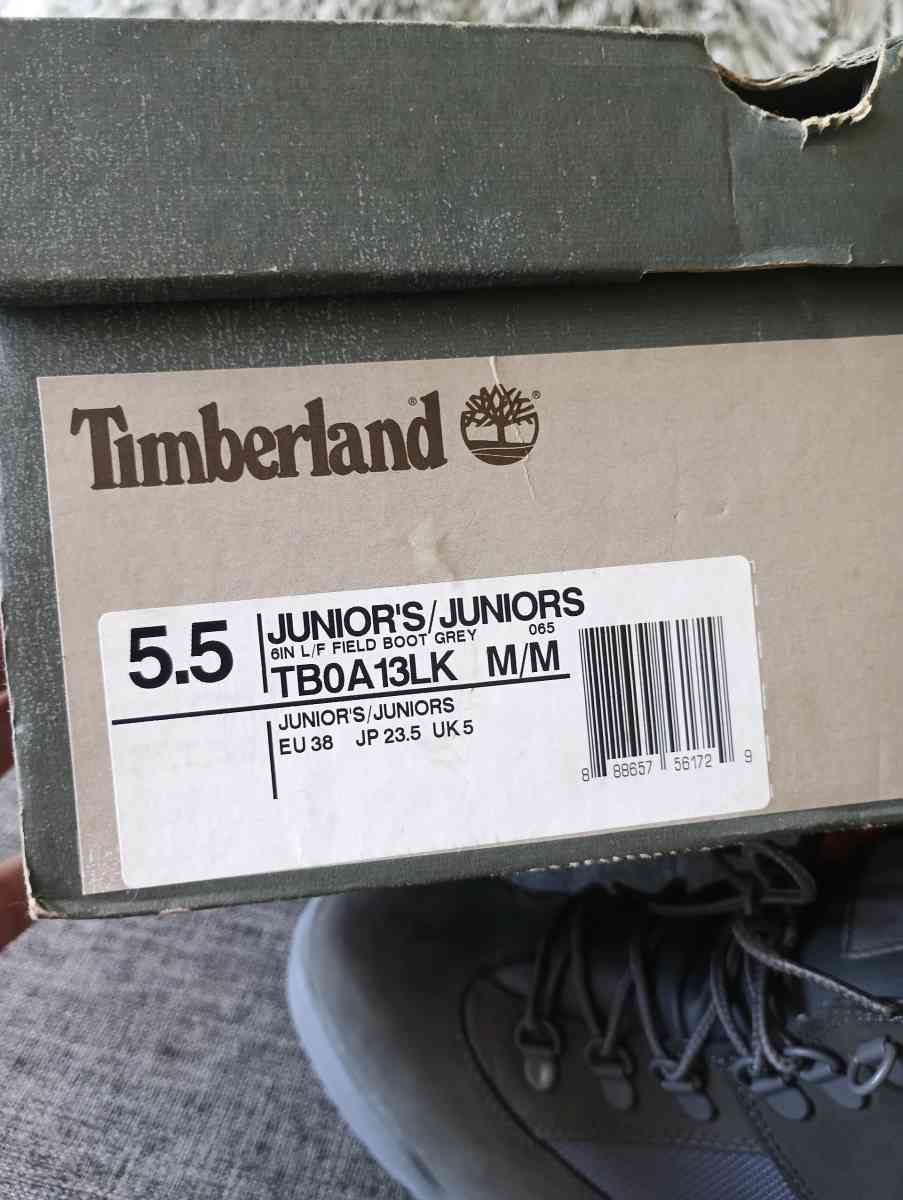 Timberland® ®
5.5
JUNIOR'S/JUNIORS
6IN L/F FIELD BOOT GREY 065
TB0A13LK M/M
JUNIOR'S/JUNIORS
EU 38 JP 23.5 UK 5
8 88657 56172 9